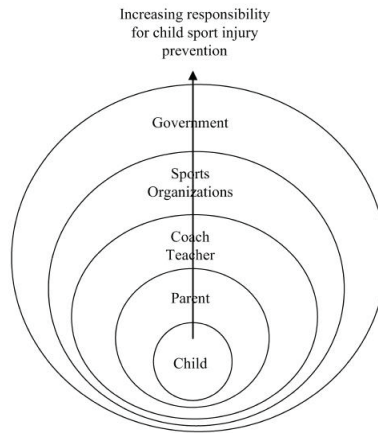 Increasing responsibility
for child sport injury
prevention
Government
Sports
Organizations
Coach
Teacher
Parent
Child